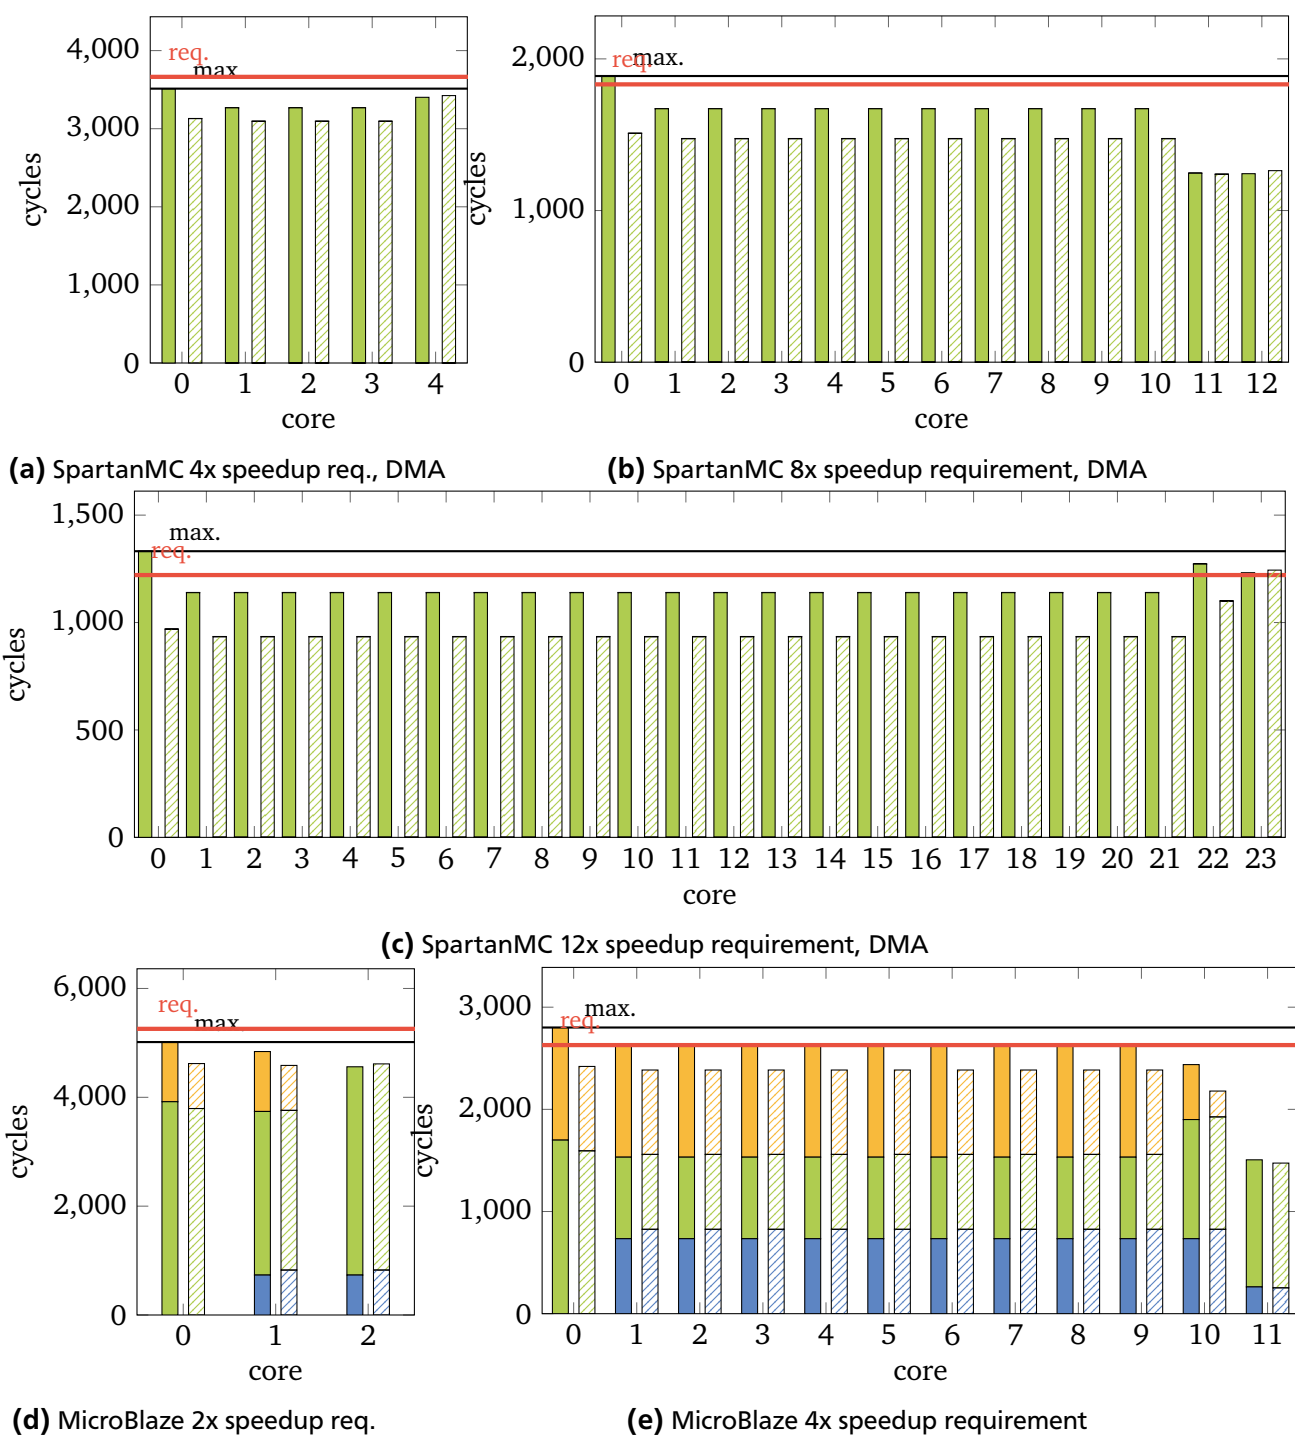 4,000
3,000
2,000
1,000
0
cycles
req.
max.
0 1 2 3 4
core
(a) SpartanMC 4x speedup req., DMA
2,000
1,000
0
cycles
req.
max.
0 1 2 3 4 5 6 7 8 9 10 11 12
core
(b) SpartanMC 8x speedup requirement, DMA
1,500
1,000
500
0
cycles
max.
req.
0 1 2 3 4 5 6 7 8 9 10 11 12 13 14 15 16 17 18 19 20 21 22 23
core
(c) SpartanMC 12x speedup requirement, DMA
6,000
4,000
2,000
0
cycles
req.
max.
0 1 2
core
(d) MicroBlaze 2x speedup req.
3,000
2,000
1,000
0
cycles
max.
req.
0 1 2 3 4 5 6 7 8 9 10 11
core
(e) MicroBlaze 4x speedup requirement